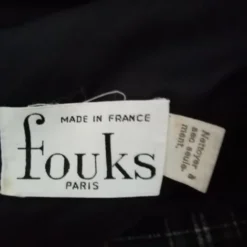 MADE IN FRANCE
fouks
PARIS
Nettoyer à
sec seule-
ment.